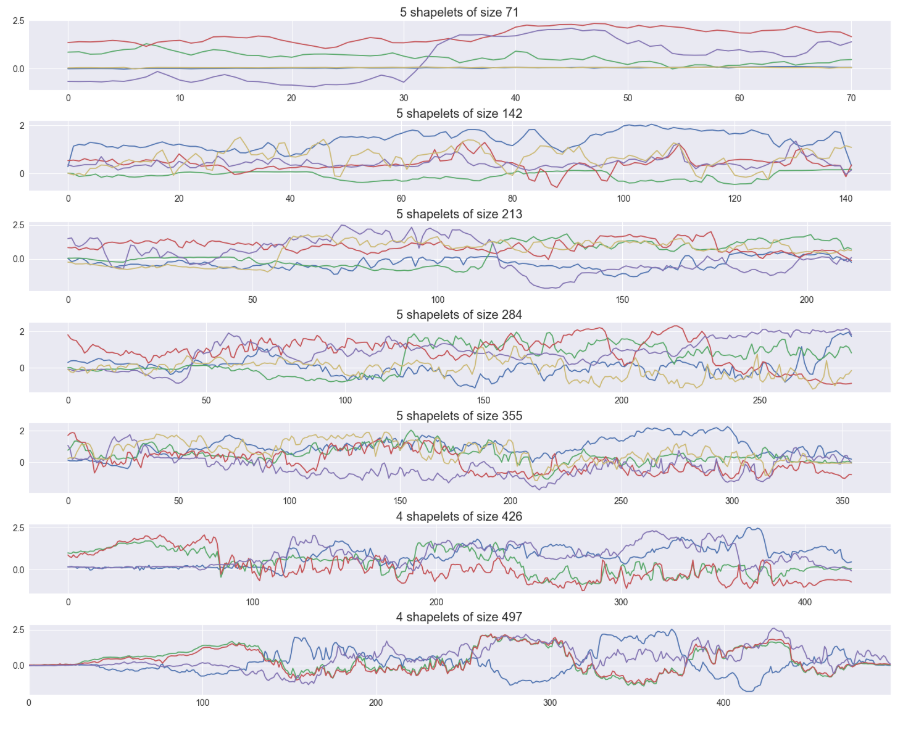 5 shapelets of size 71
2.5
0.0
0 10 20 30 40 50 60 70
5 shapelets of size 142
2
0
0 20 40 60 80 100 120 140
5 shapelets of size 213
2.5
0.0
0 50 100 150 200
5 shapelets of size 284
2
0
0 50 100 150 200 250
5 shapelets of size 355
2
0
0 50 100 150 200 250 300 350
4 shapelets of size 426
2.5
0.0
0 100 200 300 400
4 shapelets of size 497
2.5
0.0
0 100 200 300 400